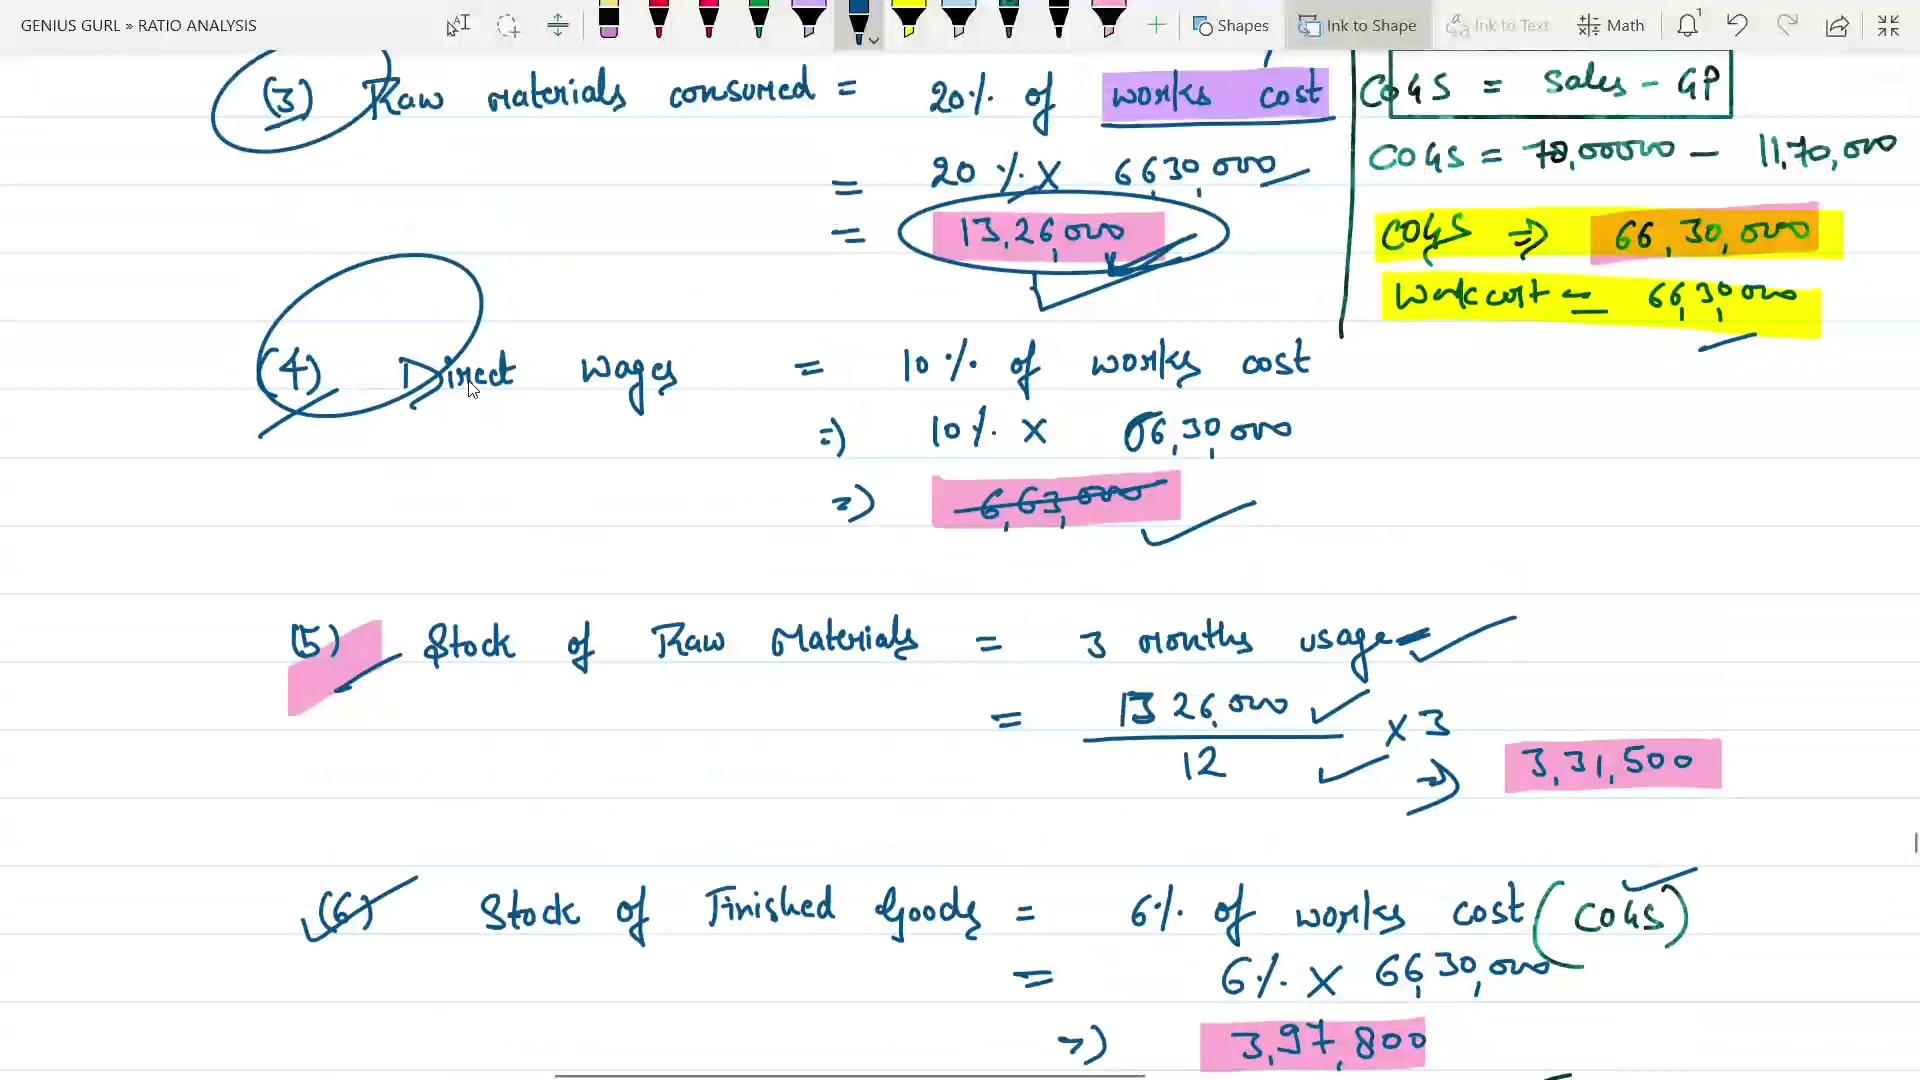 GENIUS GURL » RATIO ANALYSIS
Shapes Ink to Shape Ink to Text Math 1
(3) Raw materials consumed = 20% of works cost
= 20 % x 6630,000
= 13,26,000
COGS = Sales - GP
COGS = 78,00000 - 11,70,000
COGS ⇒ 66,30,000
Work cost = 66,30,000
(4) Direct wages = 10% of works cost
⇒ 10% x 66,30,000
⇒ 6,63,000
(5) Stock of Raw Materials = 3 months usage
= 1326,000 / 12 x 3
⇒ 3,31,500
(6) Stock of Finished Goods = 6% of works cost (COGS)
= 6% x 6630,000
⇒ 3,97,800